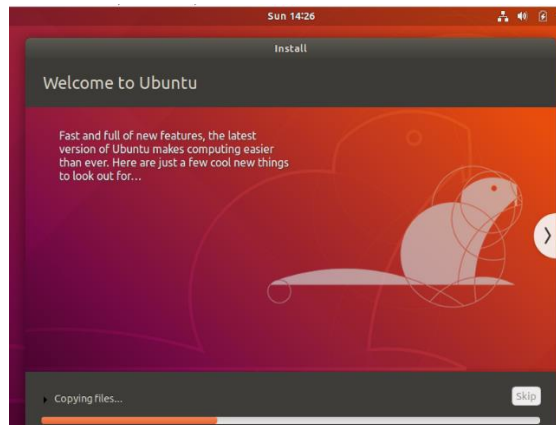 Sun 14:26
Install
Welcome to Ubuntu
Fast and full of new features, the latest
version of Ubuntu makes computing easier
than ever. Here are just a few cool new things
to look out for...
Copying files...
Skip